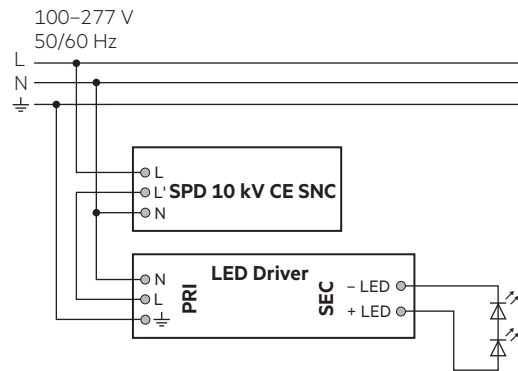 100–277 V
50/60 Hz
L
N
L
L'
SPD 10 kV CE SNC
N
LED Driver
N
L
PRI
SEC
– LED
+ LED